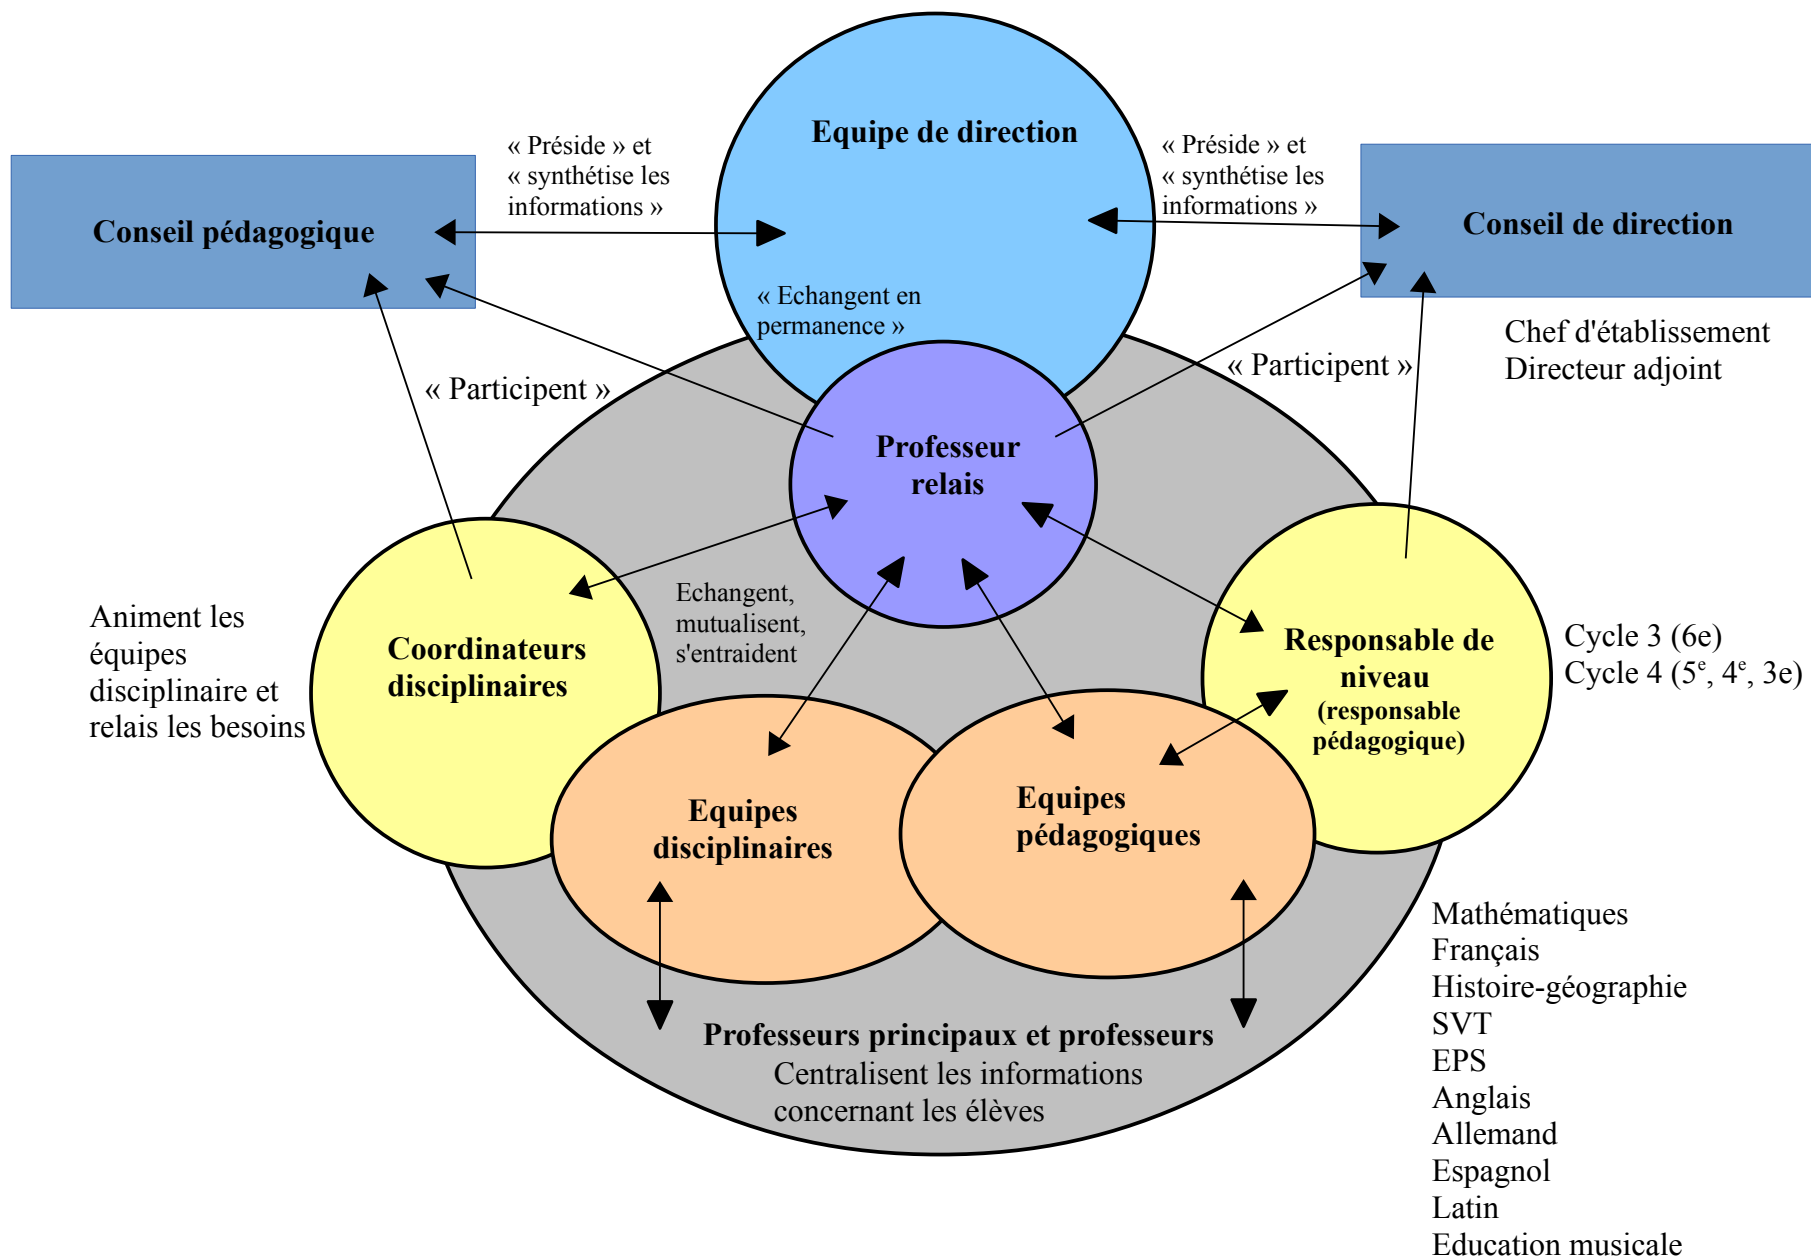 Equipe de direction
« Préside » et
« synthétise les
informations »
« Préside » et
« synthétise les
informations »
Conseil pédagogique
Conseil de direction
« Echangent en
permanence »
Chef d'établissement
Directeur adjoint
« Participent »
« Participent »
Professeur
relais
Animent les
équipes
disciplinaire et
relais les besoins
Coordinateurs
disciplinaires
Echangent,
mutualisent,
s'entraident
Responsable de
niveau
(responsable
pédagogique)
Cycle 3 (6e)
Cycle 4 (5e, 4e, 3e)
Equipes
disciplinaires
Equipes
pédagogiques
Professeurs principaux et professeurs
Centralisent les informations
concernant les élèves
Mathématiques
Français
Histoire-géographie
SVT
EPS
Anglais
Allemand
Espagnol
Latin
Education musicale